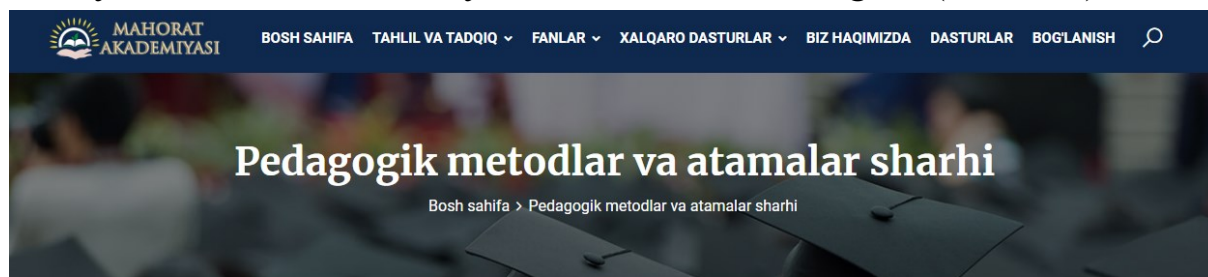 MAHORAT
AKADEMIYASI
BOSH SAHIFA TAHLIL VA TADQIQ FANLAR XALQARO DASTURLAR BIZ HAQIMIZDA DASTURLAR BOG'LANISH
Pedagogik metodlar va atamalar sharhi
Bosh sahifa > Pedagogik metodlar va atamalar sharhi